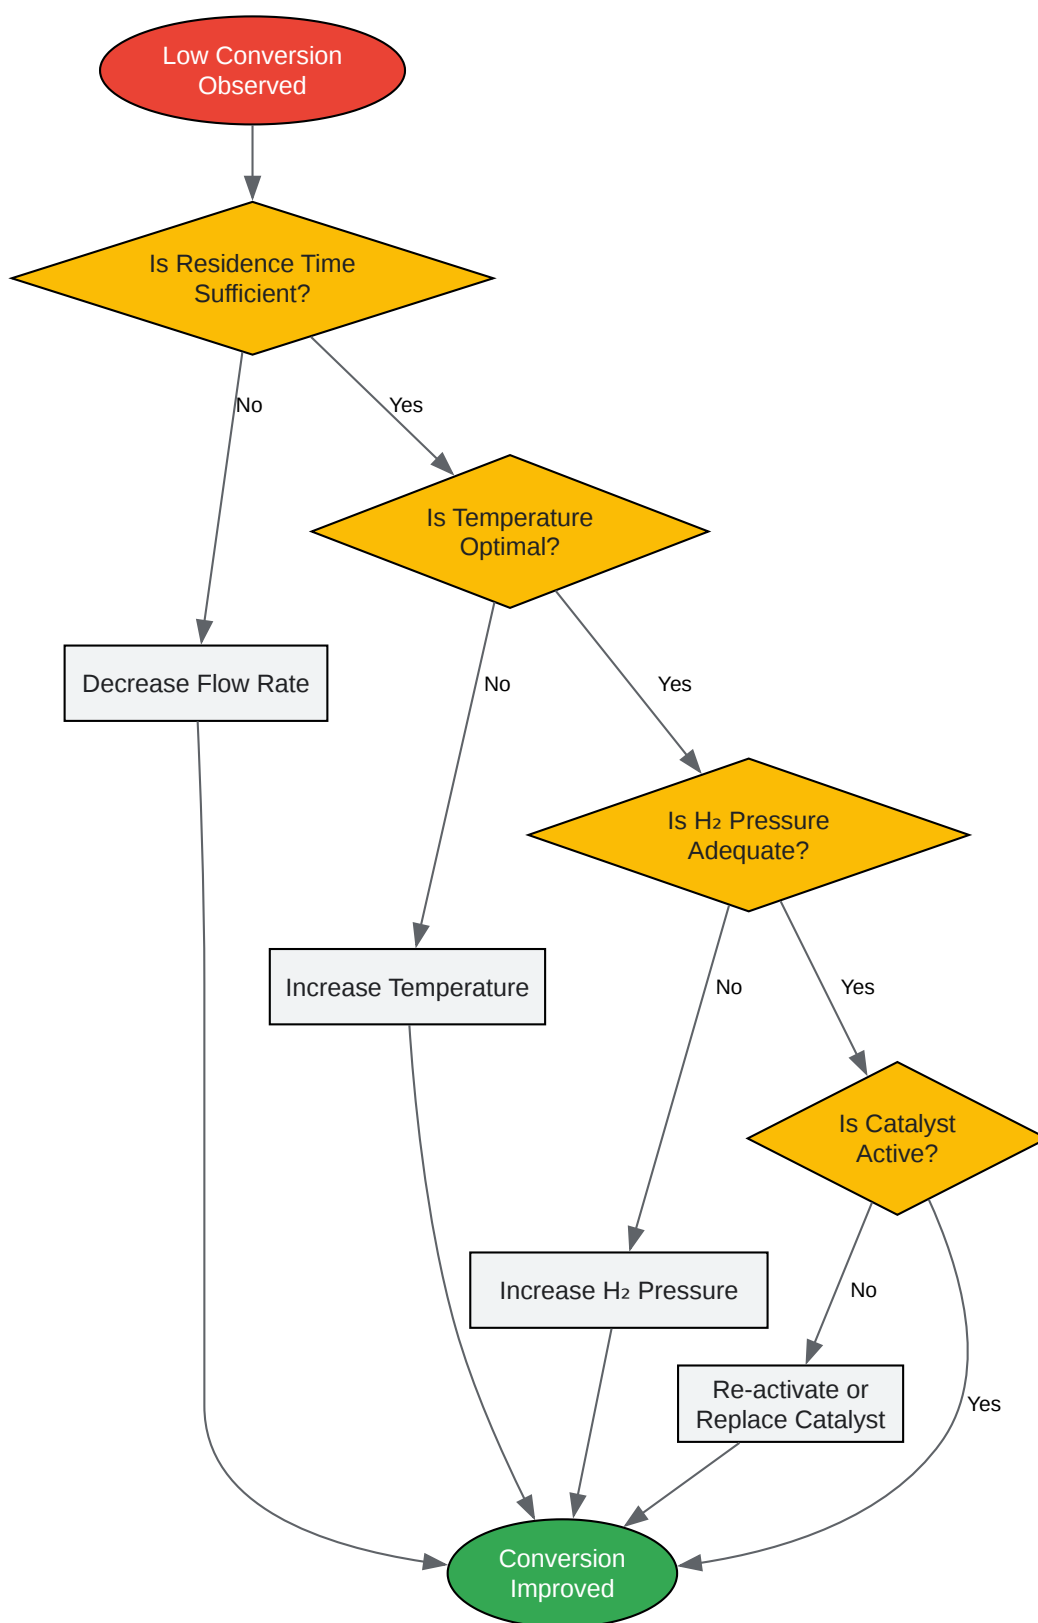 Low Conversion
Observed
Is Residence Time
Sufficient?
No
Yes
Is Temperature
Optimal?
Decrease Flow Rate
No
Yes
Is H₂ Pressure
Adequate?
Increase Temperature
No
Yes
Is Catalyst
Active?
Increase H₂ Pressure
No
Re-activate or
Replace Catalyst
Yes
Conversion
Improved